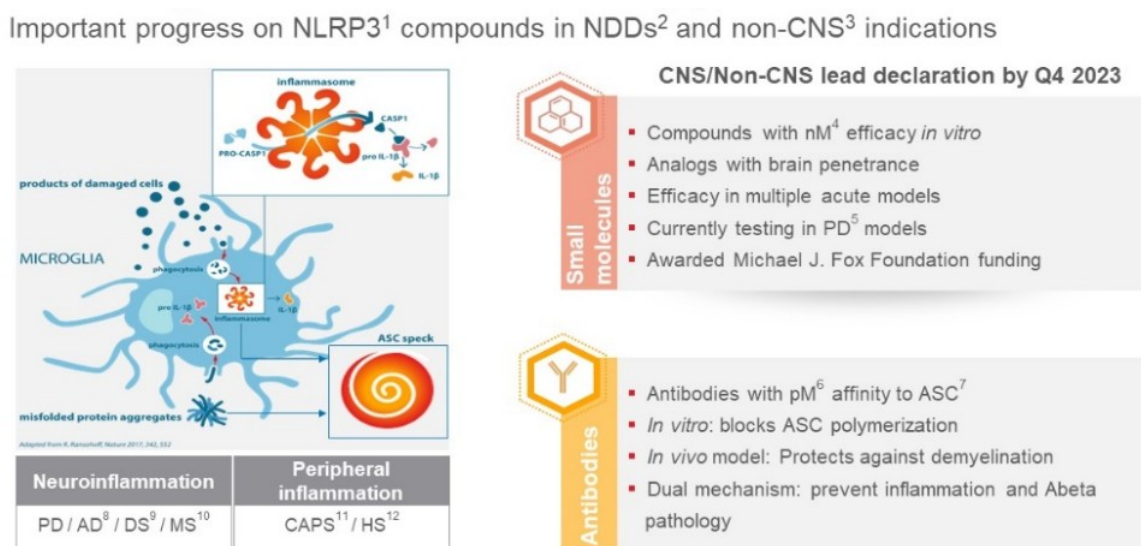 Important progress on NLRP3¹ compounds in NDDs² and non-CNS³ indications
inflammasome
CASP1
PRO-CASP1
pro IL-1β
IL-1β
products of damaged cells
MICROGLIA
phagocytosis
pro IL-1β
IL-1β
inflammasome
phagocytosis
ASC speck
misfolded protein aggregates
Adapted from R. Ransohoff, Nature 2017, 242, 552
Neuroinflammation
Peripheral
inflammation
PD / AD⁸ / DS⁹ / MS¹⁰
CAPS¹¹ / HS¹²
CNS/Non-CNS lead declaration by Q4 2023
Small
molecules
▪ Compounds with nM⁴ efficacy in vitro
▪ Analogs with brain penetrance
▪ Efficacy in multiple acute models
▪ Currently testing in PD⁵ models
▪ Awarded Michael J. Fox Foundation funding
Antibodies
▪ Antibodies with pM⁶ affinity to ASC⁷
▪ In vitro: blocks ASC polymerization
▪ In vivo model: Protects against demyelination
▪ Dual mechanism: prevent inflammation and Abeta
pathology